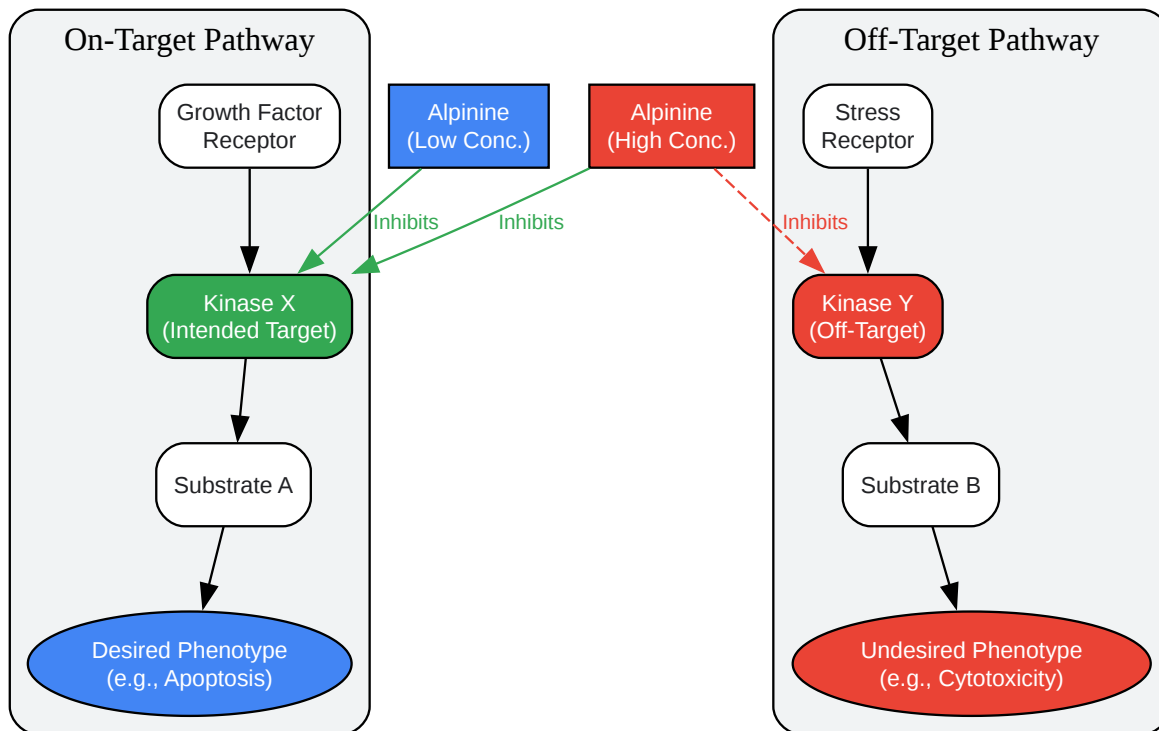 On-Target Pathway
Off-Target Pathway
Growth Factor
Receptor
Alpinine
(Low Conc.)
Alpinine
(High Conc.)
Stress
Receptor
Inhibits
Inhibits
Inhibits
Kinase X
(Intended Target)
Kinase Y
(Off-Target)
Substrate A
Substrate B
Desired Phenotype
(e.g., Apoptosis)
Undesired Phenotype
(e.g., Cytotoxicity)